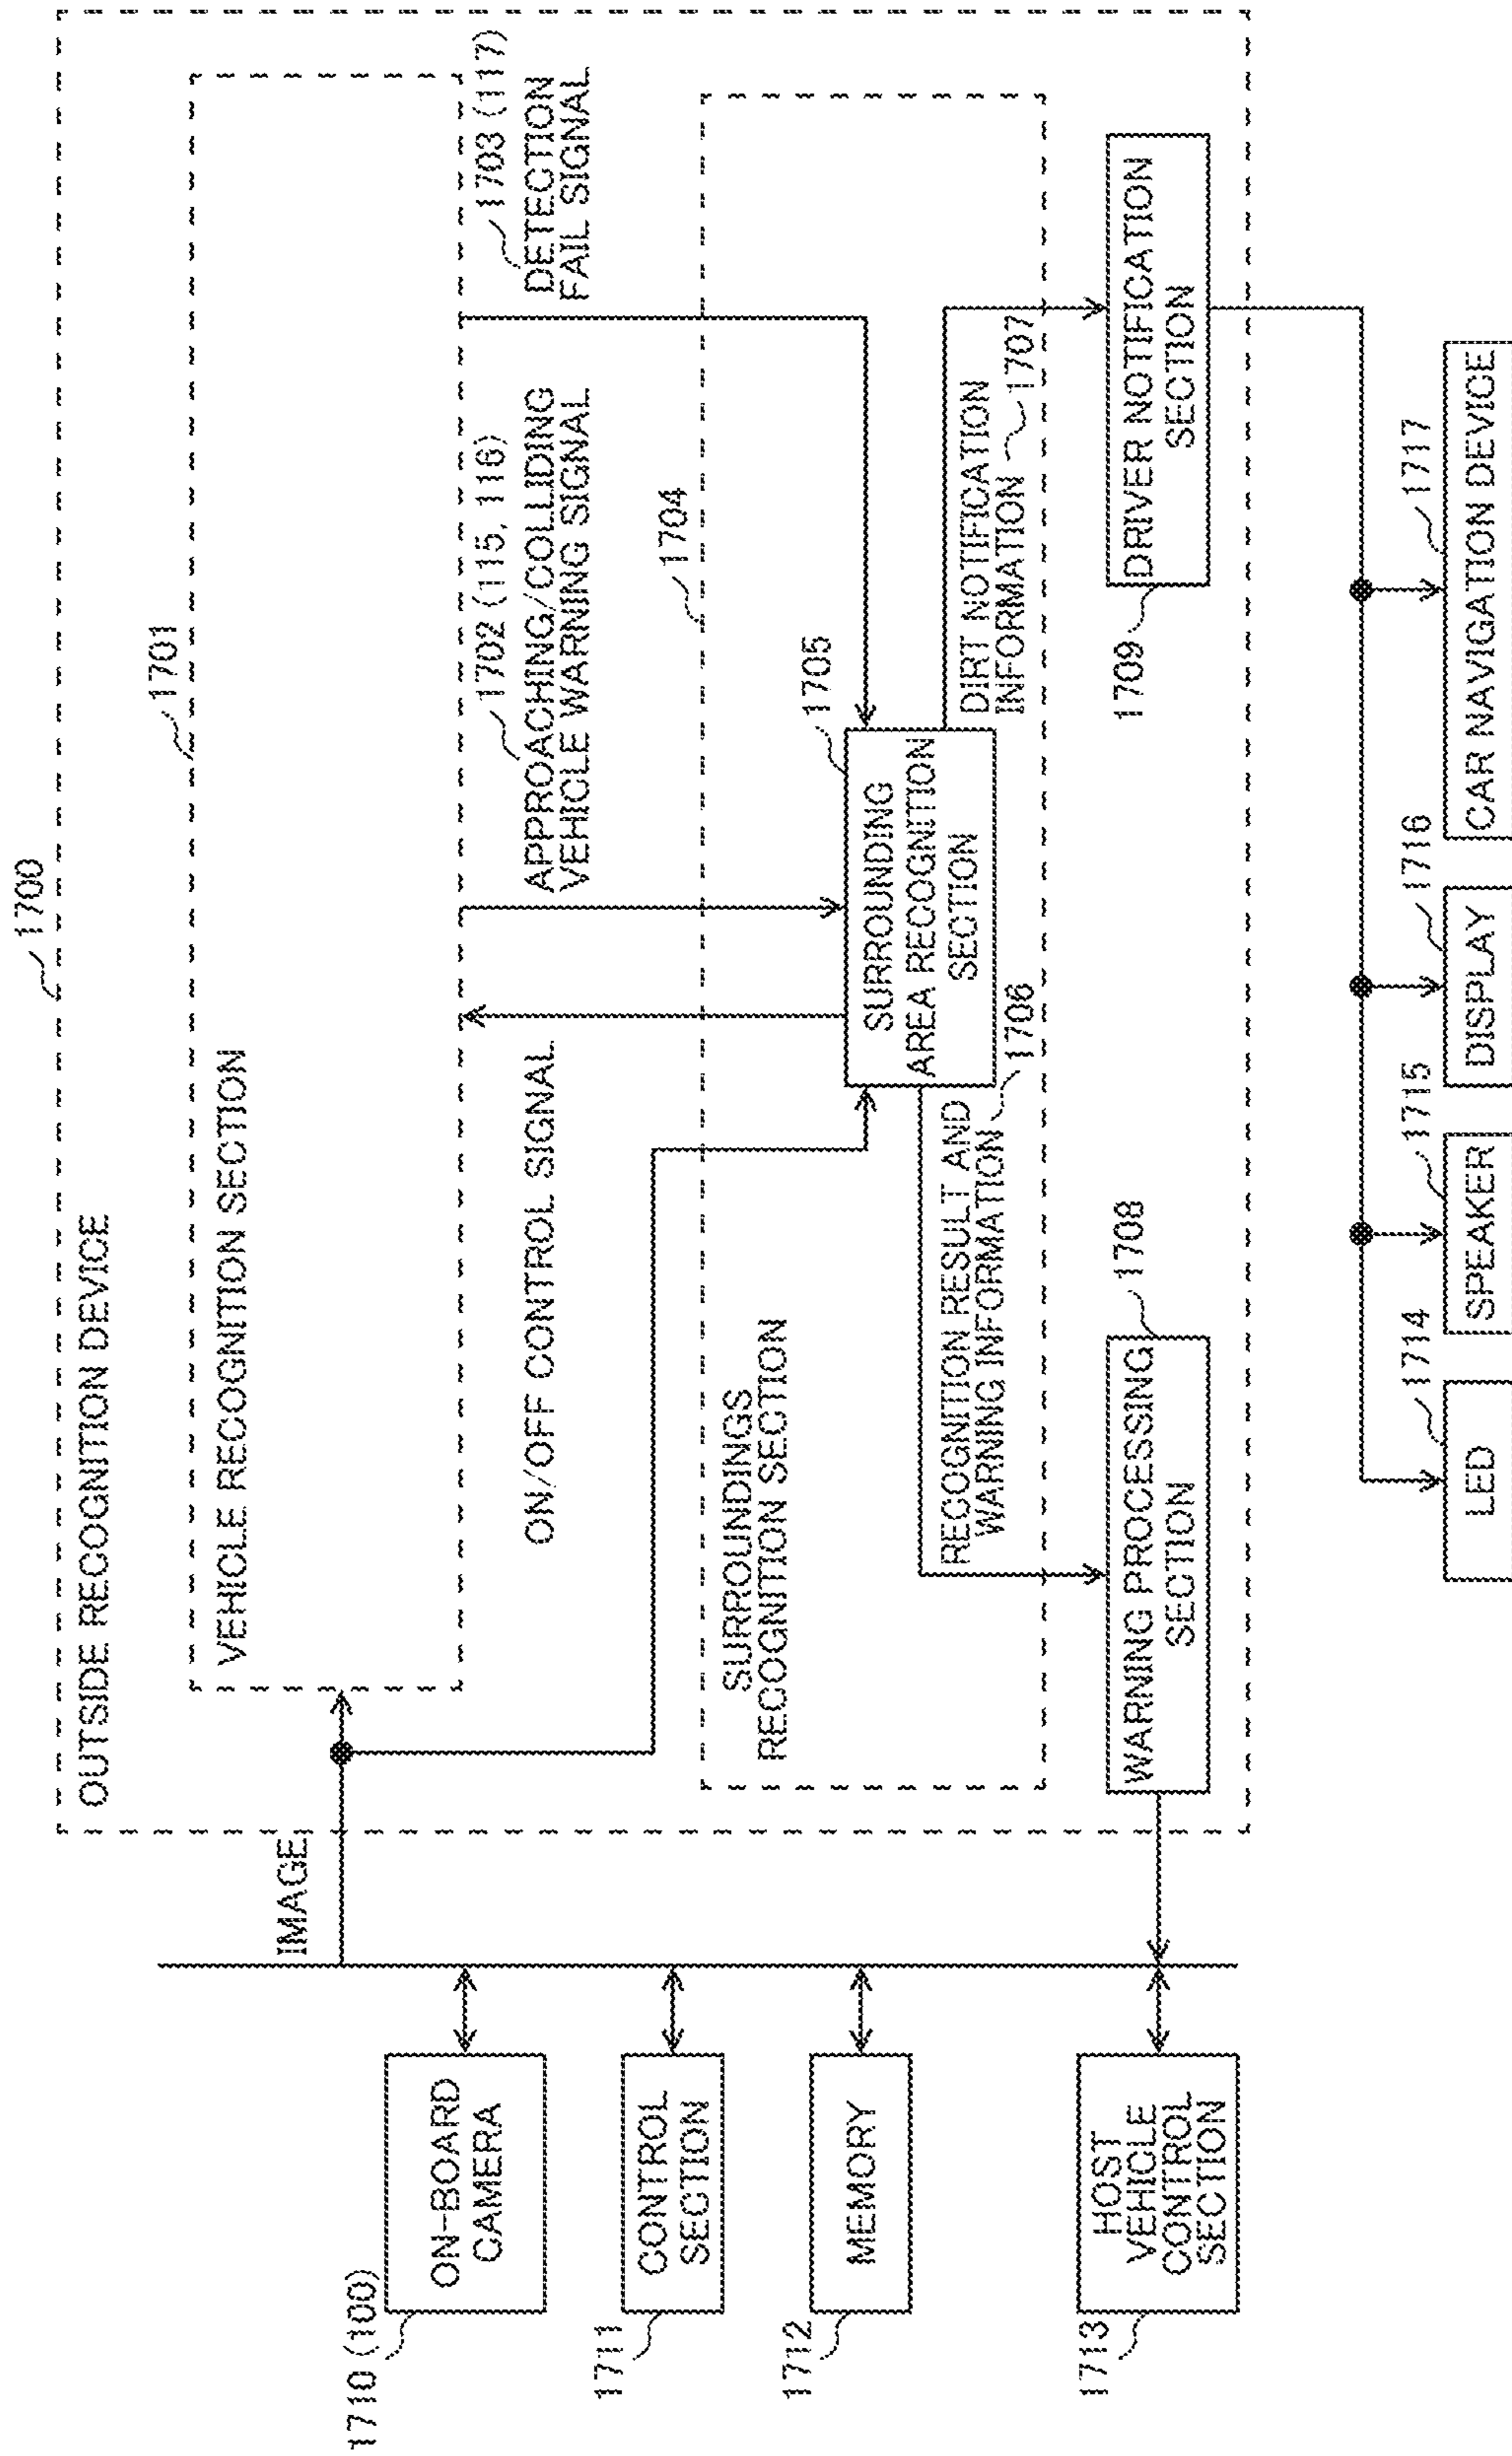 1700
OUTSIDE RECOGNITION DEVICE
1701
VEHICLE RECOGNITION SECTION
IMAGE
1710 (100)
ON-BOARD
CAMERA
1711
CONTROL
SECTION
1712
MEMORY
1713
HOST
VEHICLE
CONTROL
SECTION
ON/OFF CONTROL SIGNAL
1702 (115, 116)
APPROACHING/COLLIDING
VEHICLE WARNING SIGNAL
1703 (117)
DETECTION
FAIL SIGNAL
1704
SURROUNDINGS
RECOGNITION SECTION
1705
SURROUNDING
AREA RECOGNITION
SECTION
RECOGNITION RESULT AND
WARNING INFORMATION
1706
DIRT NOTIFICATION
INFORMATION
1707
WARNING PROCESSING
SECTION
1708
DRIVER NOTIFICATION
SECTION
1709
1714
LED
1715
SPEAKER
1716
DISPLAY
1717
CAR NAVIGATION DEVICE